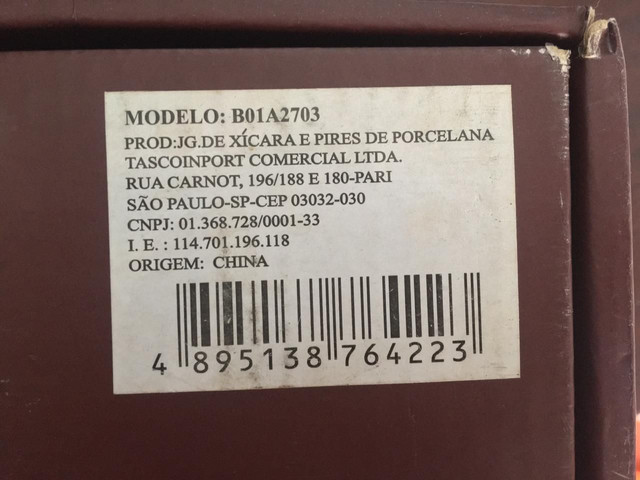 MODELO: B01A2703
PROD:JG.DE XÍCARA E PIRES DE PORCELANA
TASCOINPORT COMERCIAL LTDA.
RUA CARNOT, 196/188 E 180-PARI
SÃO PAULO-SP-CEP 03032-030
CNPJ: 01.368.728/0001-33
I. E. : 114.701.196.118
ORIGEM: CHINA
4 895138 764223